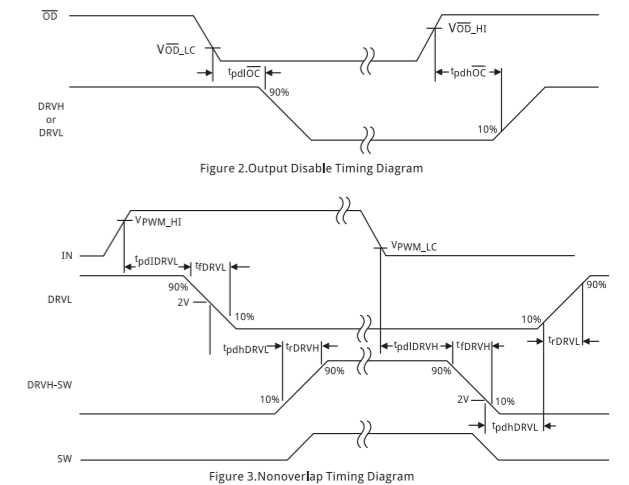 OD
VOD_LC
VOD_HI
tpdlOC
tpdhOC
90%
10%
DRVH
or
DRVL
Figure 2.Output Disable Timing Diagram
VPWM_HI
VPWM_LC
IN
tpdIDRVL
tfDRVL
DRVL
90%
2V
10%
10%
90%
trDRVL
tpdhDRVL
trDRVH
tpdlDRVH
tfDRVH
DRVH-SW
10%
90%
90%
2V
10%
tpdhDRVL
SW
Figure 3.Nonoverlap Timing Diagram